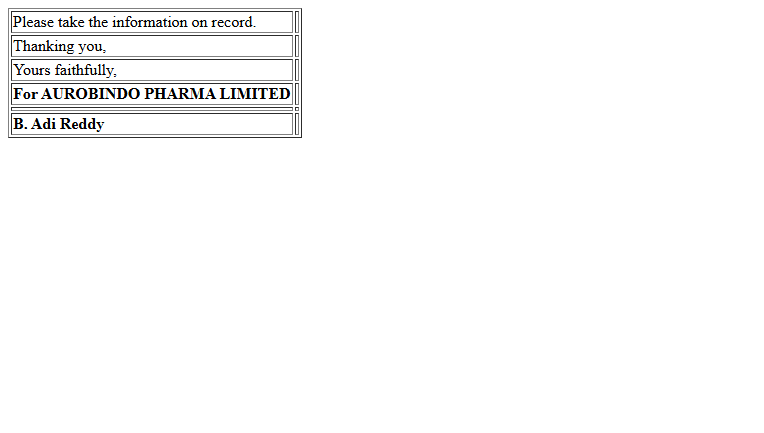 Please take the information on record.
Thanking you,
Yours faithfully,
For AUROBINDO PHARMA LIMITED
B. Adi Reddy